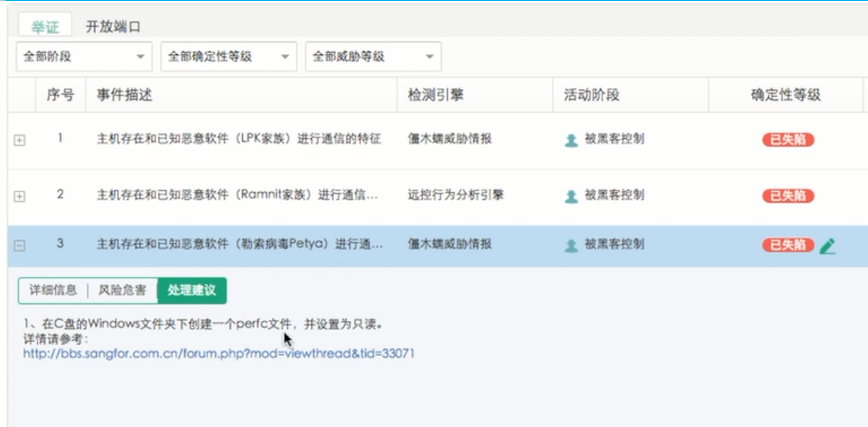 举证 开放端口
全部阶段 全部确定性等级 全部威胁等级
序号 事件描述 检测引擎 活动阶段 确定性等级
1 主机存在和已知恶意软件（LPK家族）进行通信的特征 僵木蠕威胁情报 被黑客控制 已失陷
2 主机存在和已知恶意软件（Ramnit家族）进行通信... 远控行为分析引擎 被黑客控制 已失陷
3 主机存在和已知恶意软件（勒索病毒Petya）进行通... 僵木蠕威胁情报 被黑客控制 已失陷
详细信息 风险危害 处理建议
1、在C盘的Windows文件夹下创建一个perfc文件，并设置为只读。
详情请参考：
http://bbs.sangfor.com.cn/forum.php?mod=viewthread&tid=33071